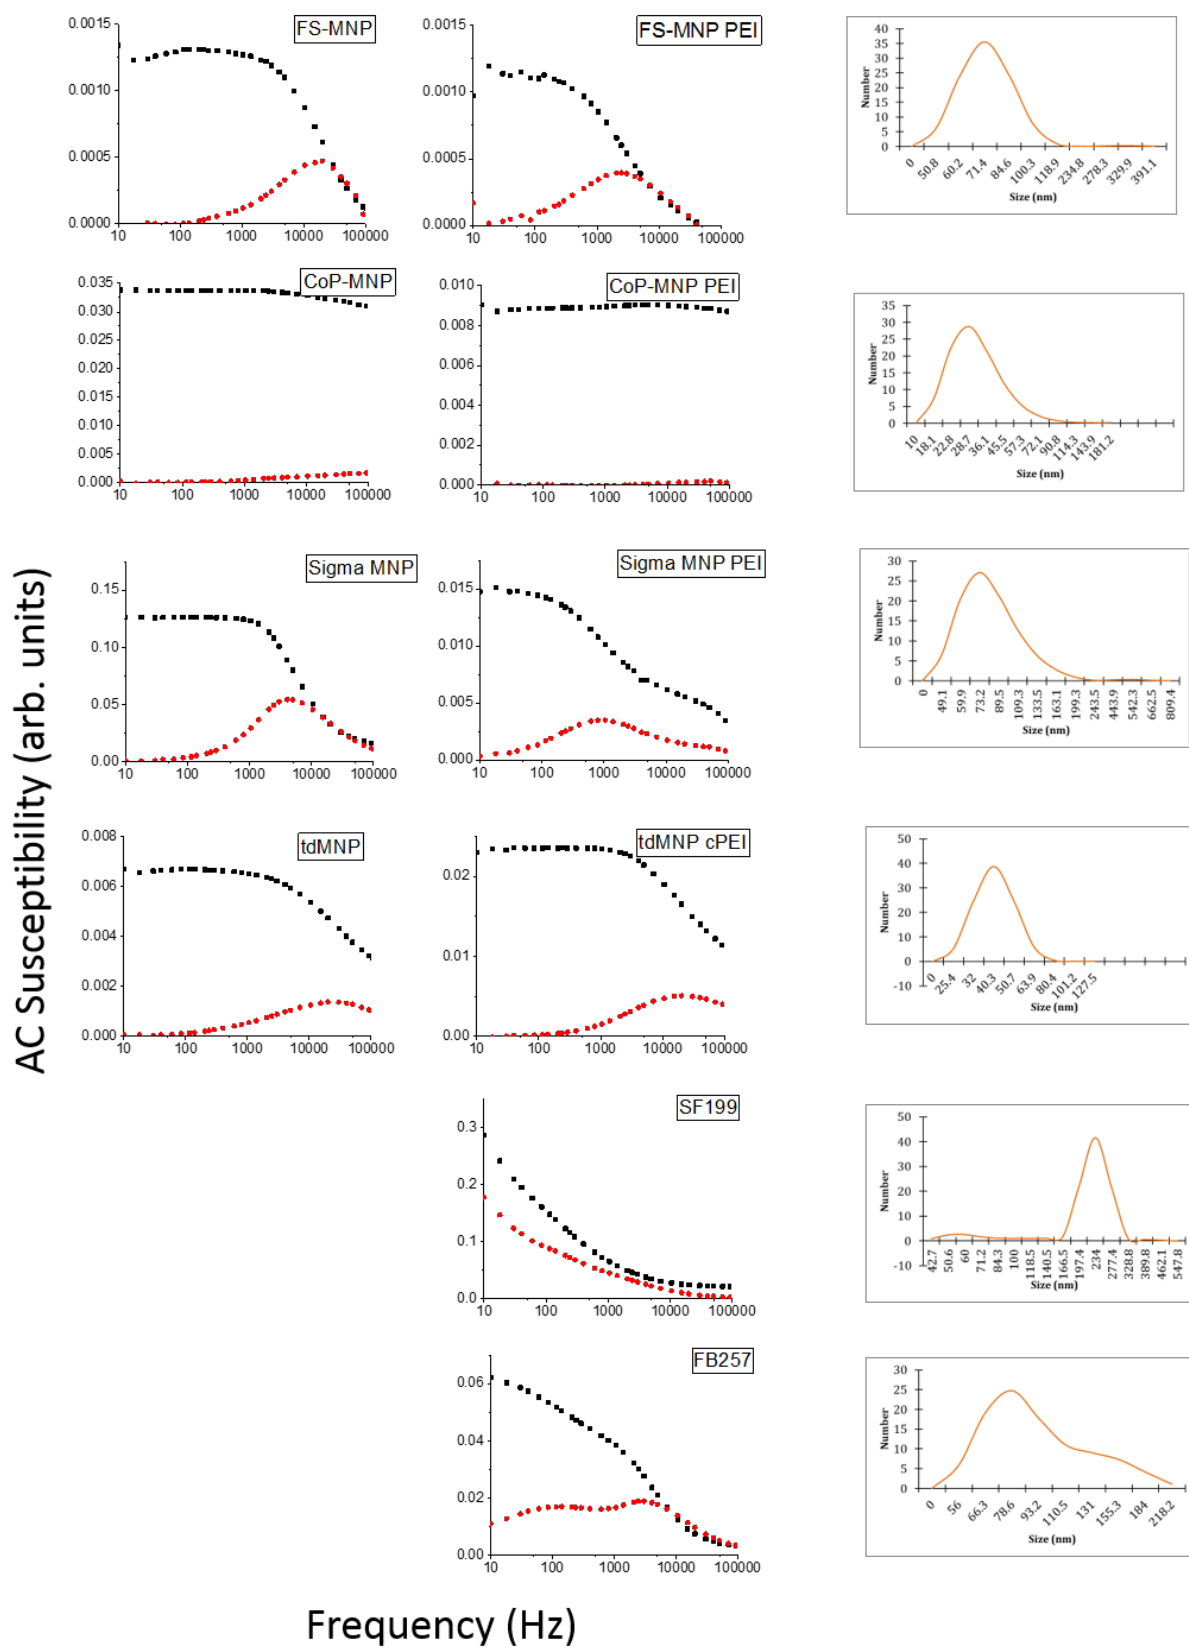 AC Susceptibility (arb. units)
FS-MNP
0.0015
0.0010
0.0005
0.0000
10 100 1000 10000 100000
FS-MNP PEI
0.0015
0.0010
0.0005
0.0000
10 100 1000 10000 100000
Number
40
35
30
25
20
15
10
5
0
0 50.8 60.2 71.4 84.6 100.3 118.9 234.8 278.3 329.9 391.1
Size (nm)
CoP-MNP
0.035
0.030
0.025
0.020
0.015
0.010
0.005
0.000
10 100 1000 10000 100000
CoP-MNP PEI
0.010
0.008
0.006
0.004
0.002
0.000
10 100 1000 10000 100000
Number
35
30
25
20
15
10
5
0
10 18.1 22.8 28.7 36.1 45.5 57.3 72.1 90.8 114.3 143.9 181.2
Size (nm)
Sigma MNP
0.15
0.10
0.05
0.00
10 100 1000 10000 100000
Sigma MNP PEI
0.015
0.010
0.005
0.000
10 100 1000 10000 100000
Number
30
25
20
15
10
5
0
0 49.1 59.9 73.2 89.5 109.3 133.5 163.1 199.3 243.5 443.9 542.3 662.5 809.4
Size (nm)
tdMNP
0.008
0.006
0.004
0.002
0.000
10 100 1000 10000 100000
tdMNP cPEI
0.02
0.01
0.00
10 100 1000 10000 100000
Number
50
40
30
20
10
0
-10
0 25.4 32 40.3 50.7 63.9 80.4 101.2 127.5
Size (nm)
SF199
0.3
0.2
0.1
0.0
10 100 1000 10000 100000
Number
50
40
30
20
10
0
-10
42.7 50.6 60 71.2 84.3 100 118.5 140.5 166.5 197.4 234 277.4 328.8 389.8 462.1 547.8
Size (nm)
FB257
0.06
0.04
0.02
0.00
10 100 1000 10000 100000
Number
30
25
20
15
10
5
0
0 56 66.3 78.6 93.2 110.5 131 155.3 184 218.2
Size (nm)
Frequency (Hz)